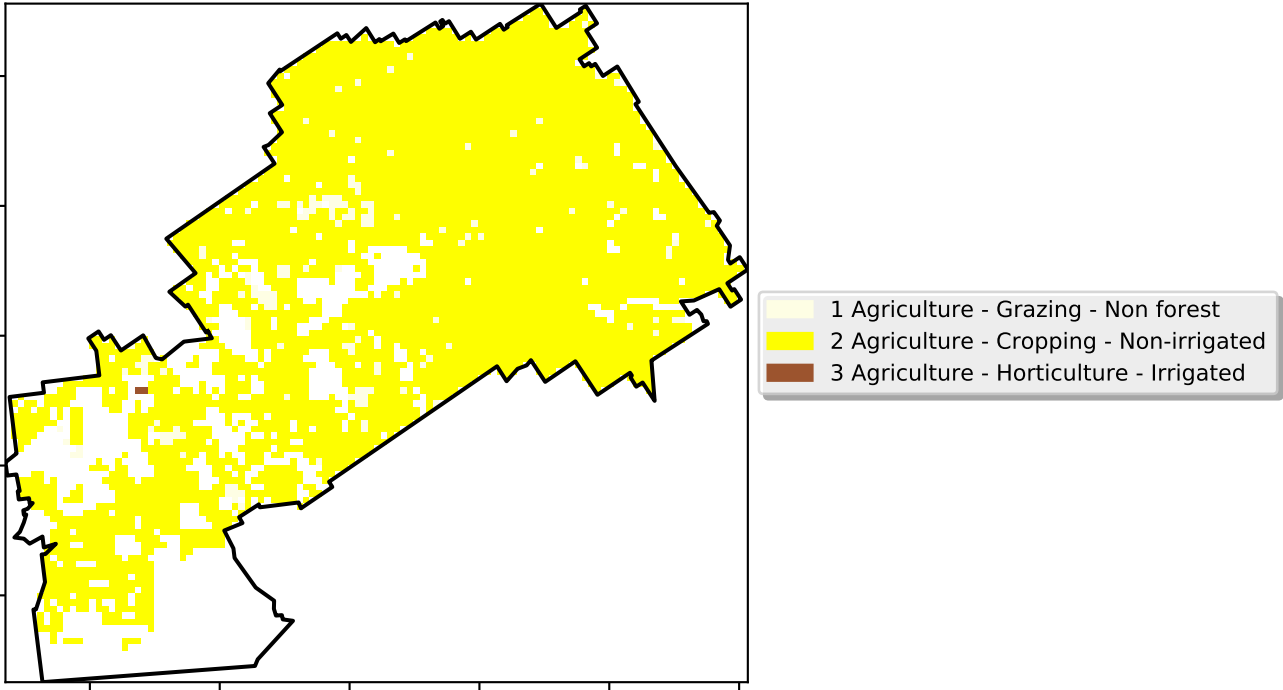 1 Agriculture - Grazing - Non forest
2 Agriculture - Cropping - Non-irrigated
3 Agriculture - Horticulture - Irrigated